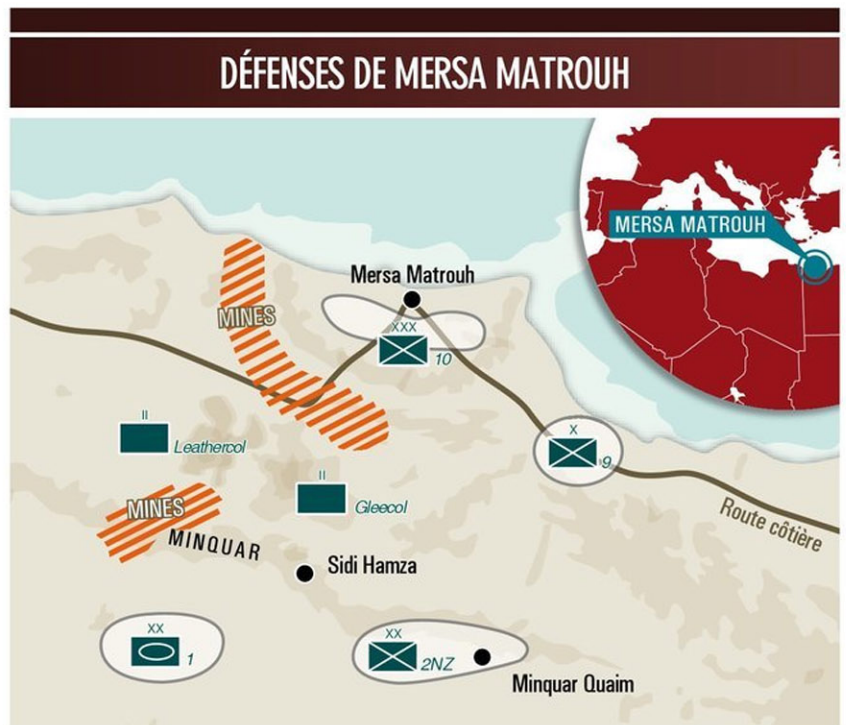 DÉFENSES DE MERSA MATROUH
MERSA MATROUH
Mersa Matrouh
MINES
XXX
10
II
Leathercol
X
9
II
Gleecol
Route côtière
MINES
MINQUAR
Sidi Hamza
XX
1
XX
2NZ
Minquar Quaim